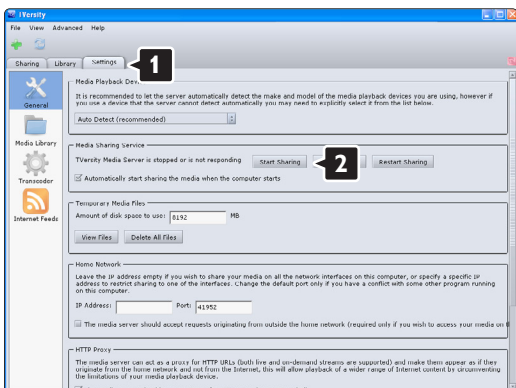 TVersity
File View Advanced Help
Sharing Library Settings
1
General
Media Library
Transcoder
Internet Feeds
Media Playback
It is recommended to let the server automatically detect the make and model of the media playback devices you are using, however if
you use a device that the server cannot detect automatically you may need to explicitly select it from the list below.
Auto Detect (recommended)
Media Sharing Service
TVersity Media Server is stopped or is not responding Start Sharing 2 Restart Sharing
Automatically start sharing the media when the computer starts
Temporary Media Files
Amount of disk space to use: 8192 MB
View Files Delete All Files
Home Network
Leave the IP address empty if you wish to share your media on all the network interfaces on this computer, or specify a specific IP
address to restrict sharing to one of the interfaces. Change the default port only if you have a conflict with some other program running
on this computer.
IP Address: Port: 41952
The media server should accept requests originating from outside the home network (required only if you wish to access your media on
HTTP Proxy
The media server can act as a proxy for HTTP URLs (both live and on-demand streams are supported) and make them appear as if they
originate from the home network and not from the Internet, this will allow playback of a wider range of Internet content by circumventing
the limitations of your media playback device.